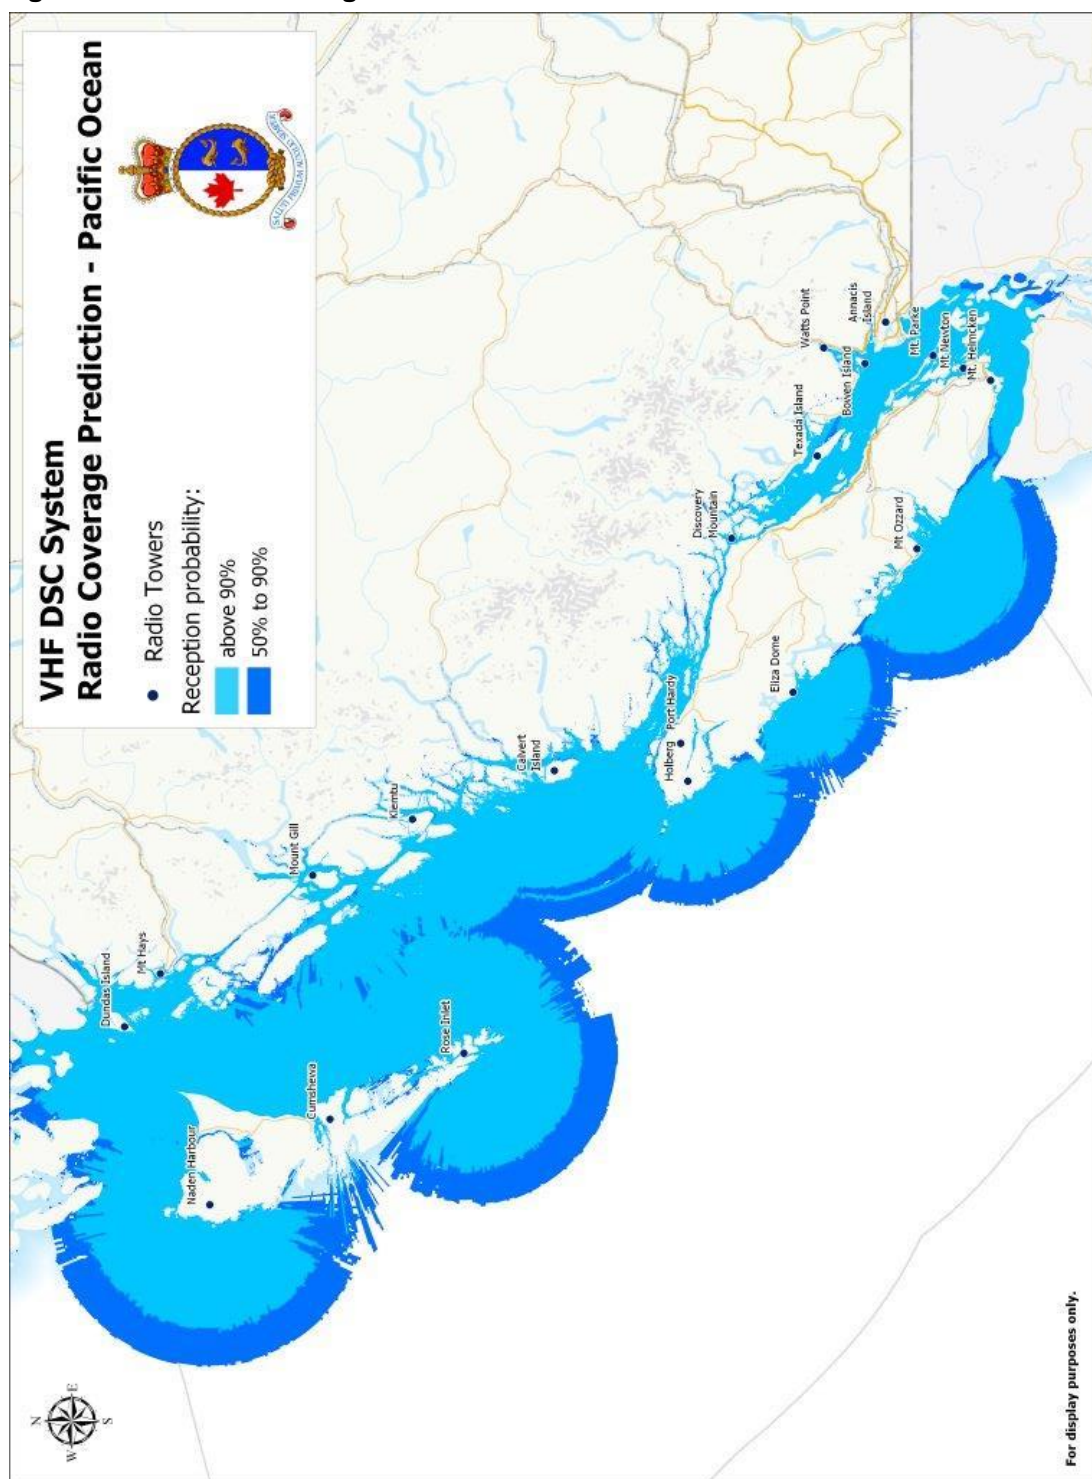 VHF DSC System
Radio Coverage Prediction - Pacific Ocean
Radio Towers
Reception probability:
above 90%
50% to 90%
Dundas Island
Mt Hays
Mount Gill
Klemtu
Calvert
Island
Naden Harbour
Cumshewa
Rose Inlet
Holberg
Port Hardy
Eliza Dome
Discovery
Mountain
Texada Island
Watts Point
Bowen Island
Annacis
Island
Mt. Parke
Mt Newton
Mt. Helmcken
Mt Ozzard
N
W
E
S
For display purposes only.